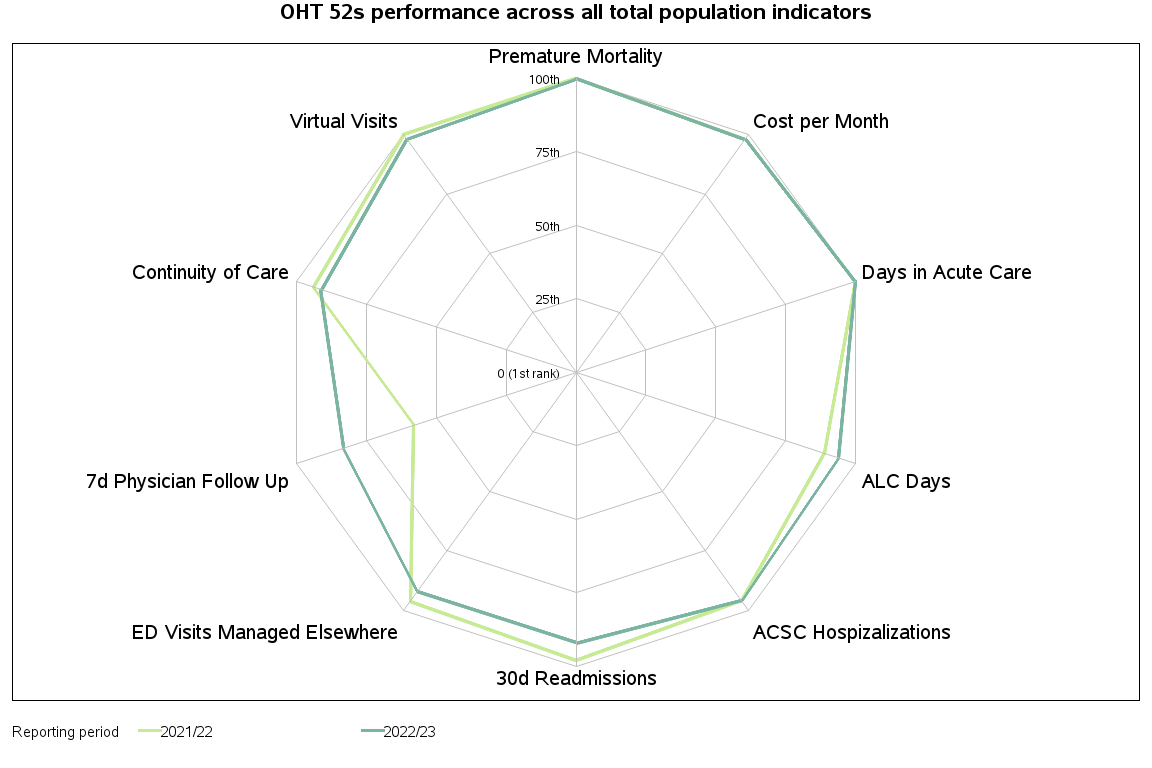 OHT 52s performance across all total population indicators
Premature Mortality
100th
Virtual Visits
Cost per Month
75th
50th
Continuity of Care
Days in Acute Care
25th
0 (1st rank)
7d Physician Follow Up
ALC Days
ED Visits Managed Elsewhere
ACSC Hospizalizations
30d Readmissions
Reporting period 2021/22 2022/23